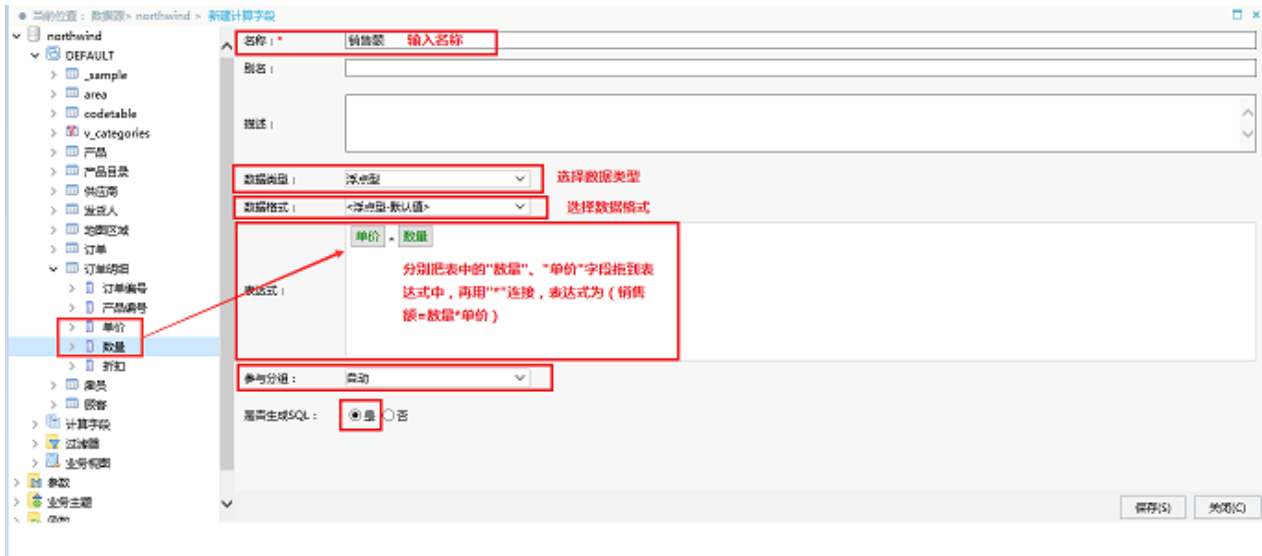 当前位置：数据源> northwind > 新建计算字段
northwind
DEFAULT
_sample
area
codetable
v_categories
产品
产品目录
供应商
发货人
地图区域
订单
订单明细
订单编号
产品编号
单价
数量
折扣
雇员
顾客
计算字段
过滤器
业务视图
参数
业务主题
名称：* 销售额 输入名称
别名：
描述：
数据类型： 浮点型 选择数据类型
数据格式： <浮点型-默认值> 选择数据格式
单价 * 数量
表达式：
分别把表中的"数量"、"单价"字段拖到表
达式中，再用"*"连接，表达式为（销售
额=数量*单价）
参与分组： 自动
是否生成SQL： 是 否
保存(S) 关闭(C)